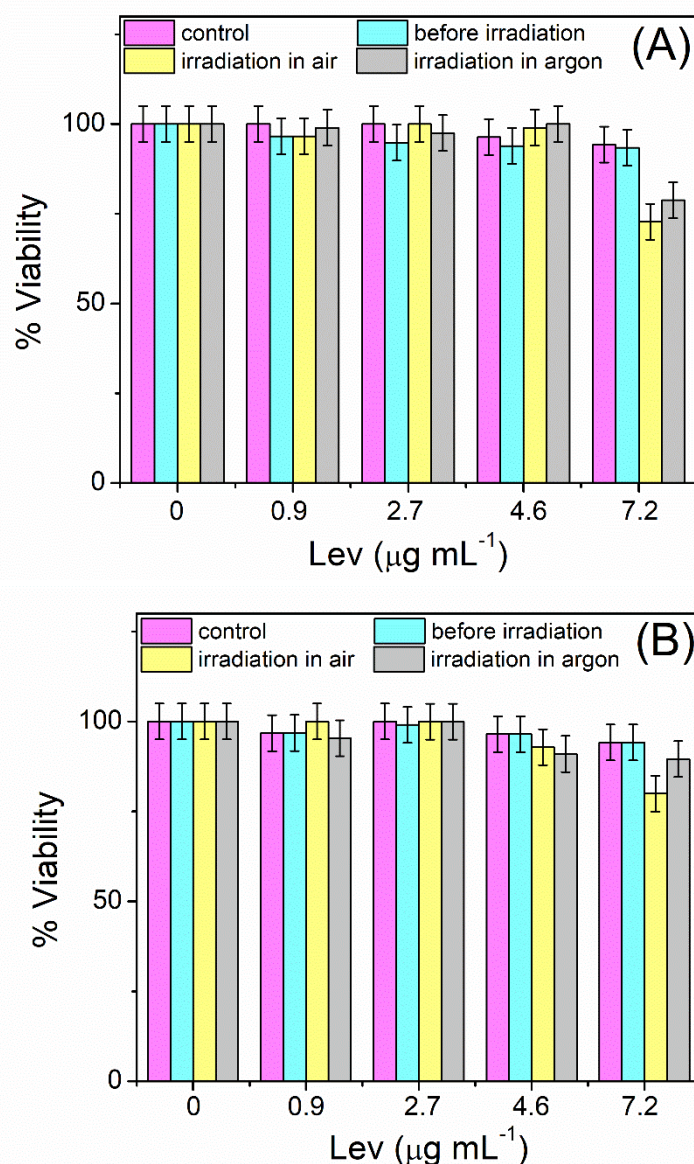 control before irradiation (A)
irradiation in air irradiation in argon
100
50
0
% Viability
0 0.9 2.7 4.6 7.2
Lev (μg mL⁻¹)
control before irradiation (B)
irradiation in air irradiation in argon
100
50
0
% Viability
0 0.9 2.7 4.6 7.2
Lev (μg mL⁻¹)